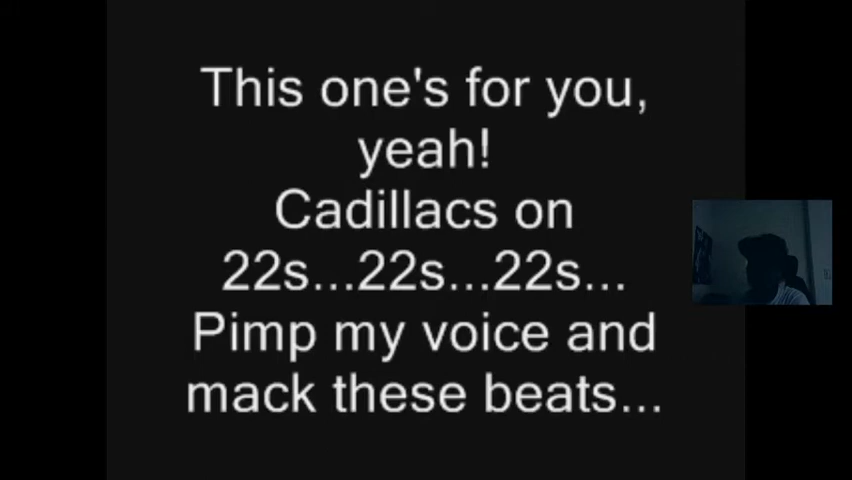 This one's for you,
yeah!
Cadillacs on
22s...22s...22s...
Pimp my voice and
mack these beats...